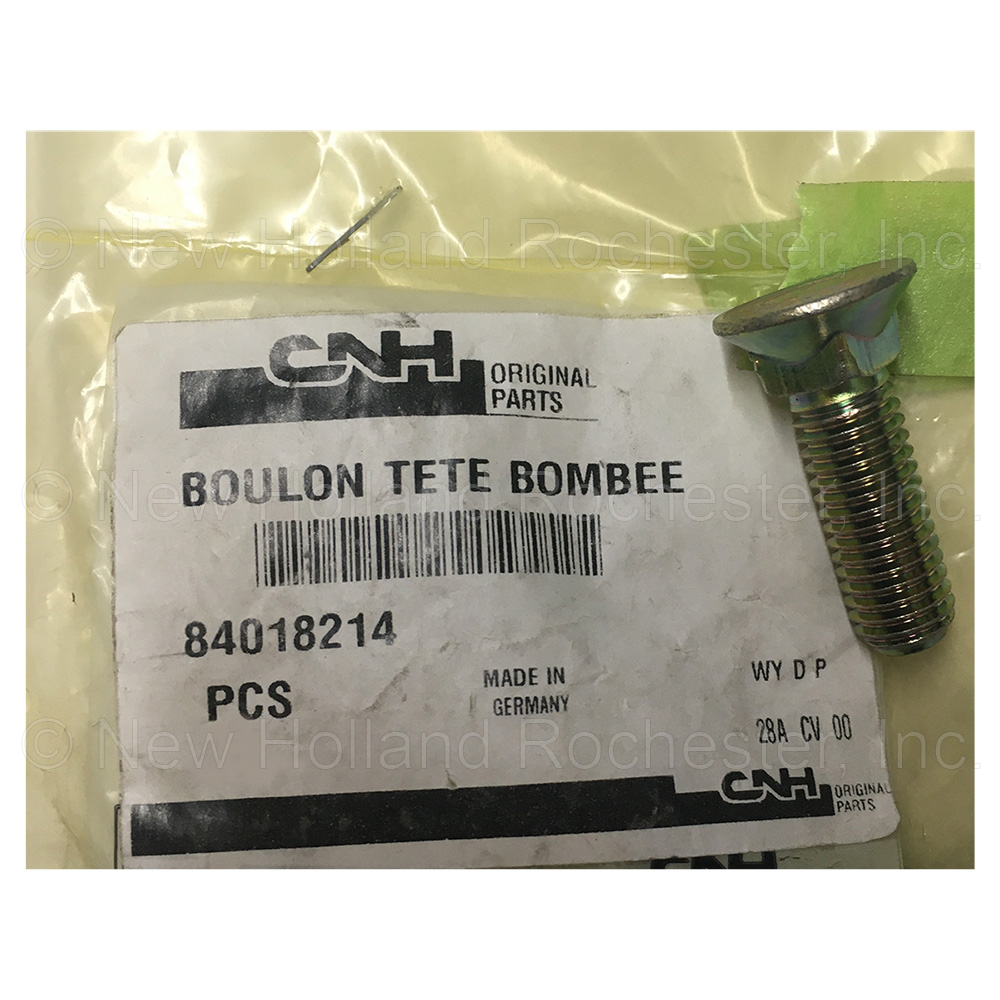 © New Holland Rochester, Inc.
CNH
ORIGINAL
PARTS
BOULON TETE BOMBEE
© New Holland Rochester, Inc.
84018214
PCS
MADE IN
GERMANY
WY D P
28A CV 00
© New Holland Rochester, Inc.
CNH
ORIGINAL
PARTS
CNH